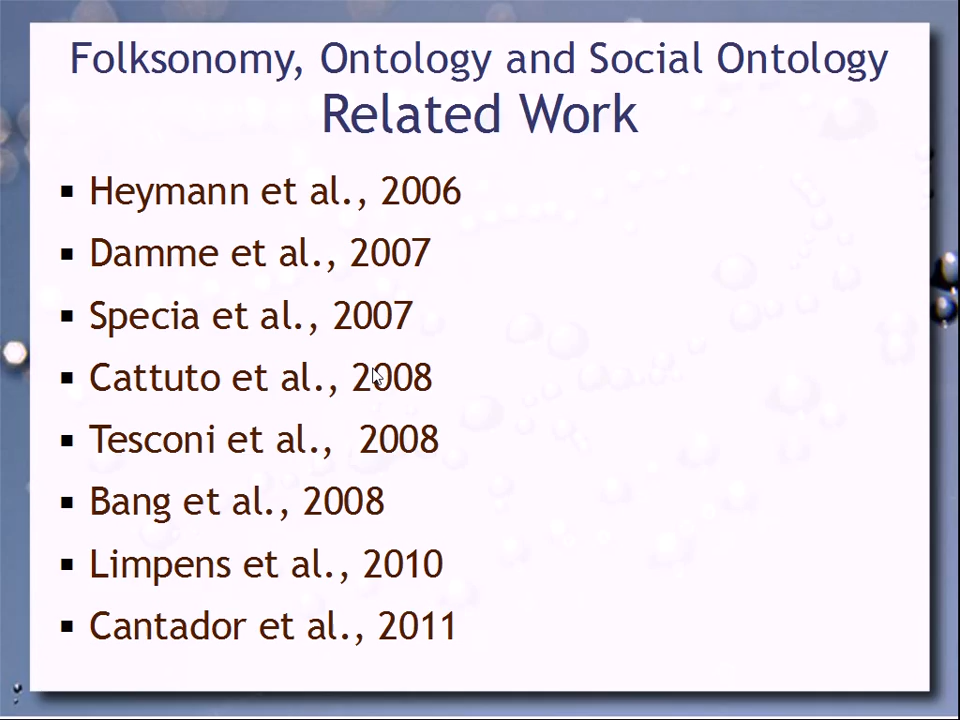 Folksonomy, Ontology and Social Ontology
Related Work
▪ Heymann et al., 2006
▪ Damme et al., 2007
▪ Specia et al., 2007
▪ Cattuto et al., 2008
▪ Tesconi et al., 2008
▪ Bang et al., 2008
▪ Limpens et al., 2010
▪ Cantador et al., 2011